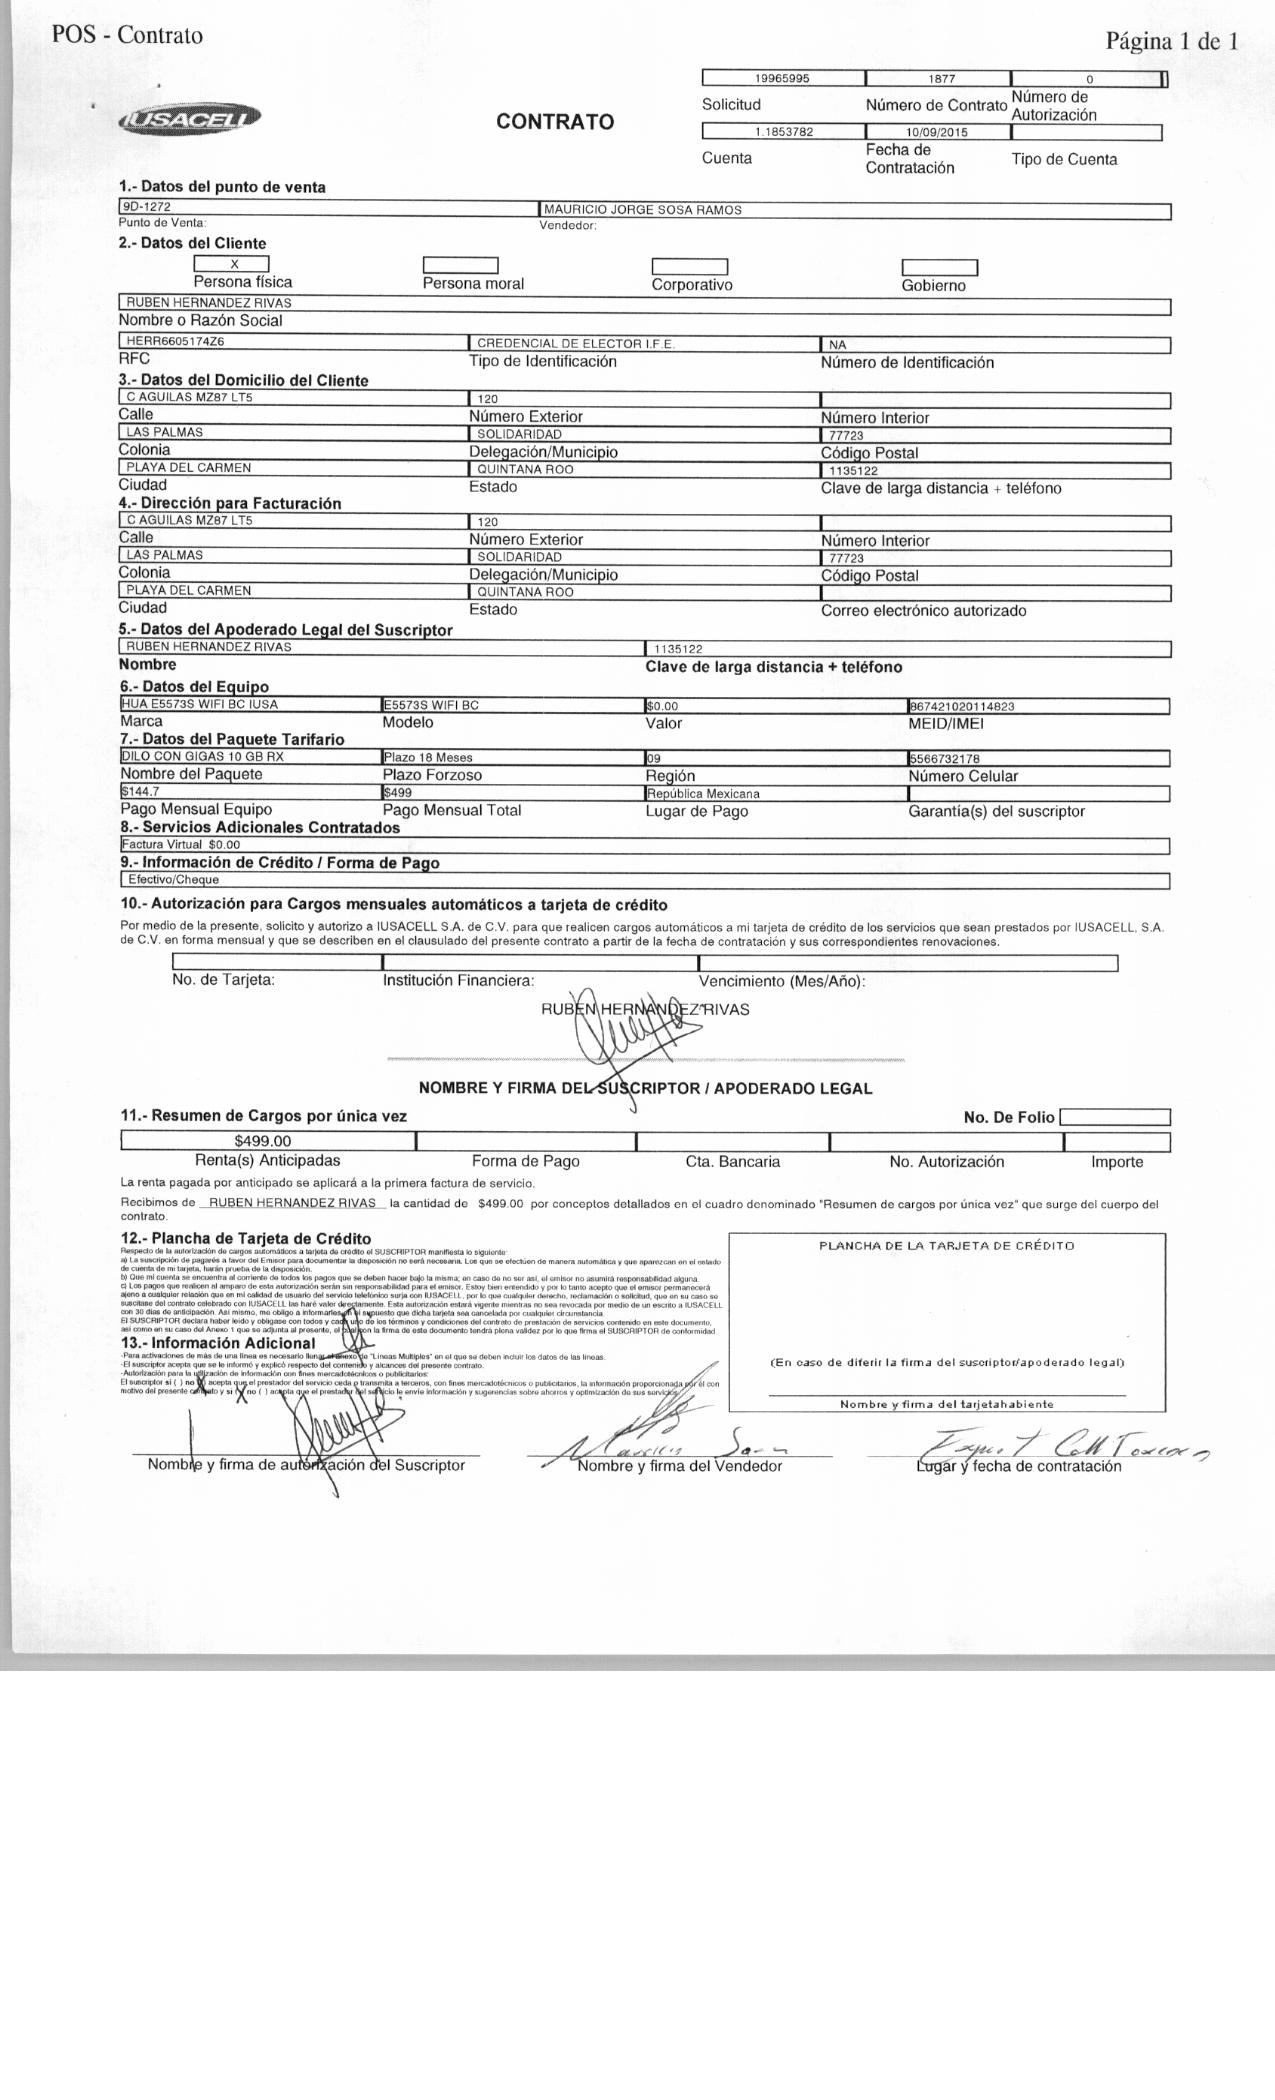 POS - Contrato
Página 1 de 1
19965995 1877 0
Solicitud Número de Contrato Número de Autorización
IUSACELL
CONTRATO
1.1853782 10/09/2015
Cuenta Fecha de Contratación Tipo de Cuenta
1.- Datos del punto de venta
9D-1272 MAURICIO JORGE SOSA RAMOS
Punto de Venta: Vendedor:
2.- Datos del Cliente
X
Persona física Persona moral Corporativo Gobierno
RUBEN HERNANDEZ RIVAS
Nombre o Razón Social
HERR6605174Z6 CREDENCIAL DE ELECTOR I.F.E. NA
RFC Tipo de Identificación Número de Identificación
3.- Datos del Domicilio del Cliente
C AGUILAS MZ87 LT5 120
Calle Número Exterior Número Interior
LAS PALMAS SOLIDARIDAD 77723
Colonia Delegación/Municipio Código Postal
PLAYA DEL CARMEN QUINTANA ROO 1135122
Ciudad Estado Clave de larga distancia + teléfono
4.- Dirección para Facturación
C AGUILAS MZ87 LT5 120
Calle Número Exterior Número Interior
LAS PALMAS SOLIDARIDAD 77723
Colonia Delegación/Municipio Código Postal
PLAYA DEL CARMEN QUINTANA ROO
Ciudad Estado Correo electrónico autorizado
5.- Datos del Apoderado Legal del Suscriptor
RUBEN HERNANDEZ RIVAS 1135122
Nombre Clave de larga distancia + teléfono
6.- Datos del Equipo
HUA E5573S WIFI BC IUSA E5573S WIFI BC $0.00 867421020114823
Marca Modelo Valor MEID/IMEI
7.- Datos del Paquete Tarifario
DILO CON GIGAS 10 GB RX Plazo 18 Meses 09 5566732178
Nombre del Paquete Plazo Forzoso Región Número Celular
$144.7 $499 República Mexicana
Pago Mensual Equipo Pago Mensual Total Lugar de Pago Garantía(s) del suscriptor
8.- Servicios Adicionales Contratados
Factura Virtual $0.00
9.- Información de Crédito / Forma de Pago
Efectivo/Cheque
10.- Autorización para Cargos mensuales automáticos a tarjeta de crédito
Por medio de la presente, solicito y autorizo a IUSACELL S.A. de C.V. para que realicen cargos automáticos a mi tarjeta de crédito de los servicios que sean prestados por IUSACELL, S.A.
de C.V. en forma mensual y que se describen en el clausulado del presente contrato a partir de la fecha de contratación y sus correspondientes renovaciones.
No. de Tarjeta: Institución Financiera: Vencimiento (Mes/Año):
RUBEN HERNANDEZ RIVAS
NOMBRE Y FIRMA DEL SUSCRIPTOR / APODERADO LEGAL
11.- Resumen de Cargos por única vez No. De Folio
$499.00
Renta(s) Anticipadas Forma de Pago Cta. Bancaria No. Autorización Importe
La renta pagada por anticipado se aplicará a la primera factura de servicio.
Recibimos de RUBEN HERNANDEZ RIVAS la cantidad de $499.00 por conceptos detallados en el cuadro denominado "Resumen de cargos por única vez" que surge del cuerpo del
contrato.
12.- Plancha de Tarjeta de Crédito
Respecto de la autorización de cargos automáticos a tarjeta de crédito el SUSCRIPTOR manifiesta lo siguiente:
a) La suscripción de pagarés a favor del Emisor para documentar la disposición no será necesaria. Los que se efectúen de manera automática y que aparezcan en el estado
de cuenta de mi tarjeta, harán prueba de la disposición.
b) Que mi cuenta se encuentra al corriente de todos los pagos que se deben hacer bajo la misma; en caso de no ser así, el emisor no asumirá responsabilidad alguna.
c) Los pagos que realicen al amparo de esta autorización serán sin responsabilidad para el emisor. Estoy bien entendido y por lo tanto acepto que el emisor permanecerá
ajeno a cualquier relación que en mi calidad de usuario del servicio telefónico surja con IUSACELL, por lo que cualquier derecho, reclamación o solicitud, que en su caso se
suscitase del contrato celebrado con IUSACELL las haré valer directamente. Esta autorización estará vigente mientras no sea revocada por medio de un escrito a IUSACELL
con 30 días de anticipación. Así mismo, me obligo a informarles en el supuesto que dicha tarjeta sea cancelada por cualquier circunstancia.
El SUSCRIPTOR declara haber leído y obligase con todos y cada uno de los términos y condiciones del contrato de prestación de servicios contenido en este documento,
así como en su caso del Anexo 1 que se adjunta al presente, el cual con la firma de este documento tendrá plena validez por lo que firma el SUSCRIPTOR de conformidad.
PLANCHA DE LA TARJETA DE CRÉDITO
(En caso de diferir la firma del suscriptor/apoderado legal)
Nombre y firma del tarjetahabiente
13.- Información Adicional
-Para activaciones de más de una línea es necesario llenar el anexo de "Líneas Multiples" en el que se deben incluir los datos de las líneas.
-El suscriptor acepta que se le informó y explicó respecto del contenido y alcances del presente contrato.
-Autorización para la utilización de información con fines mercadotécnicos o publicitarios:
El suscriptor si ( ) no X acepta que el prestador del servicio ceda o transmita a terceros, con fines mercadotécnicos o publicitarios, la información proporcionada por él con
motivo del presente contrato y si X no ( ) acepta que el prestador del servicio le envíe información y sugerencias sobre ahorros y optimización de sus servicios.
Nombre y firma de autorización del Suscriptor Nombre y firma del Vendedor Lugar y fecha de contratación